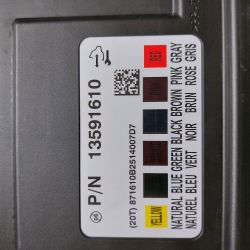 P/N 13591610
(20T) 871610B2514007D7
YELLOW
RED
NATURAL BLUE GREEN BLACK BROWN PINK GRAY
NATUREL BLEU VERT NOIR BRUN ROSE GRIS